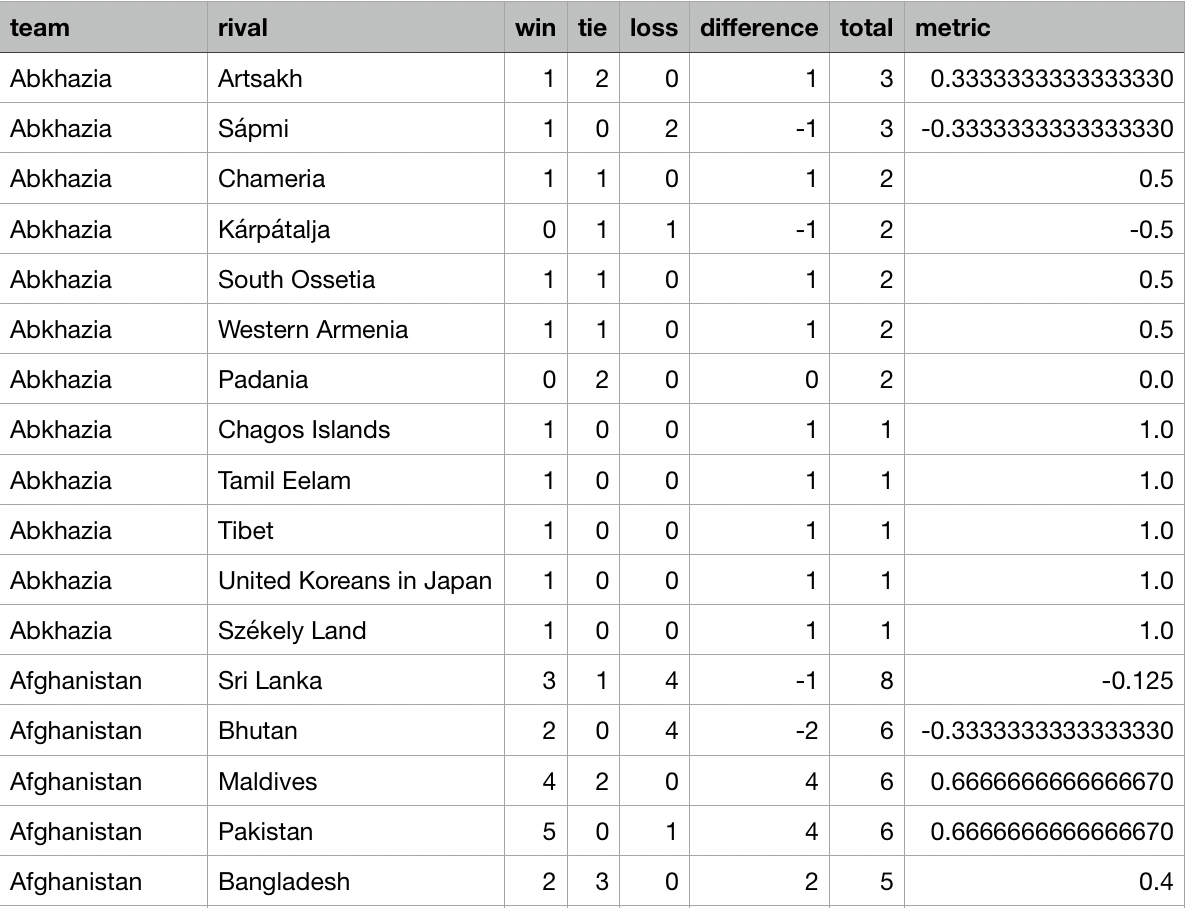 team rival win tie loss difference total metric
Abkhazia Artsakh 1 2 0 1 3 0.3333333333333330
Abkhazia Sápmi 1 0 2 -1 3 -0.3333333333333330
Abkhazia Chameria 1 1 0 1 2 0.5
Abkhazia Kárpátalja 0 1 1 -1 2 -0.5
Abkhazia South Ossetia 1 1 0 1 2 0.5
Abkhazia Western Armenia 1 1 0 1 2 0.5
Abkhazia Padania 0 2 0 0 2 0.0
Abkhazia Chagos Islands 1 0 0 1 1 1.0
Abkhazia Tamil Eelam 1 0 0 1 1 1.0
Abkhazia Tibet 1 0 0 1 1 1.0
Abkhazia United Koreans in Japan 1 0 0 1 1 1.0
Abkhazia Székely Land 1 0 0 1 1 1.0
Afghanistan Sri Lanka 3 1 4 -1 8 -0.125
Afghanistan Bhutan 2 0 4 -2 6 -0.3333333333333330
Afghanistan Maldives 4 2 0 4 6 0.6666666666666670
Afghanistan Pakistan 5 0 1 4 6 0.6666666666666670
Afghanistan Bangladesh 2 3 0 2 5 0.4